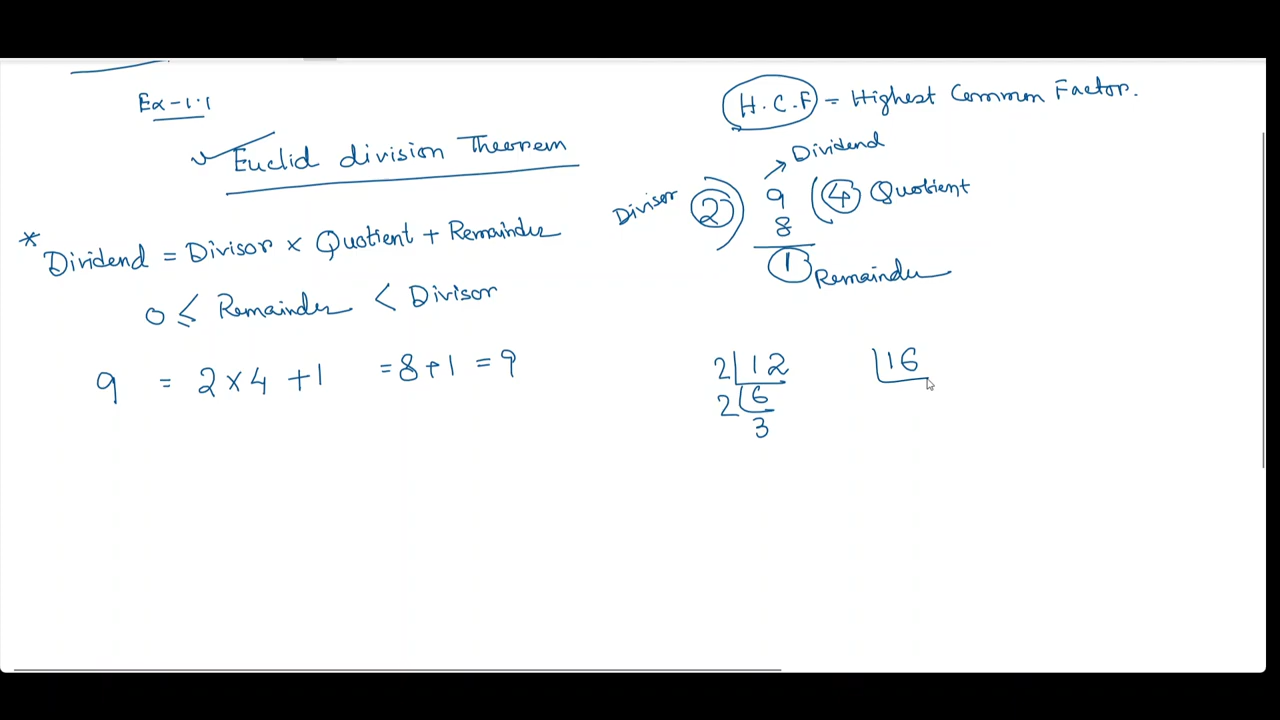 Ex-1.1
Euclid division Theorem
* Dividend = Divisor × Quotient + Remainder
0 ≤ Remainder < Divisor
9 = 2×4 +1 = 8+1 = 9
H.C.F = Highest Common Factor.
Dividend
Divisor 2) 9 (4 Quotient
8
1 Remainder
2 | 12
2 | 6
3
| 16